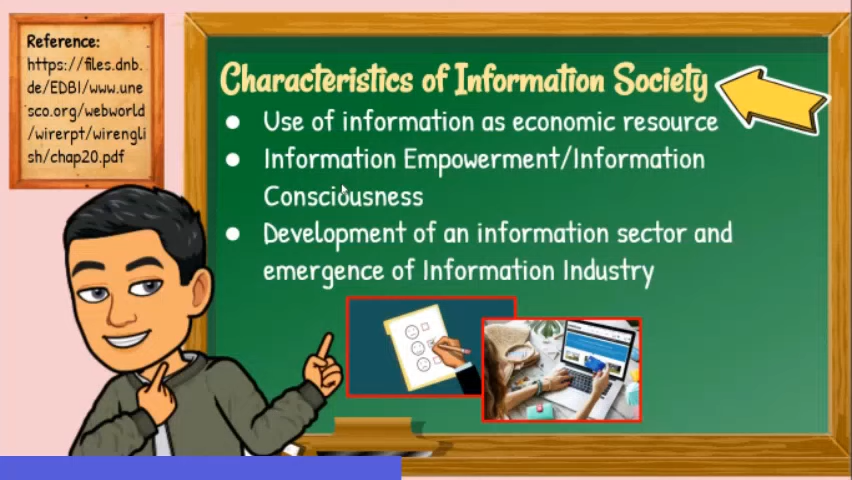 Reference:
https://files.dnb.
de/EDBI/www.une
sco.org/webworld
/wirerpt/wirengli
sh/chap20.pdf
Characteristics of Information Society
● Use of information as economic resource
● Information Empowerment/Information
Consciousness
● Development of an information sector and
emergence of Information Industry